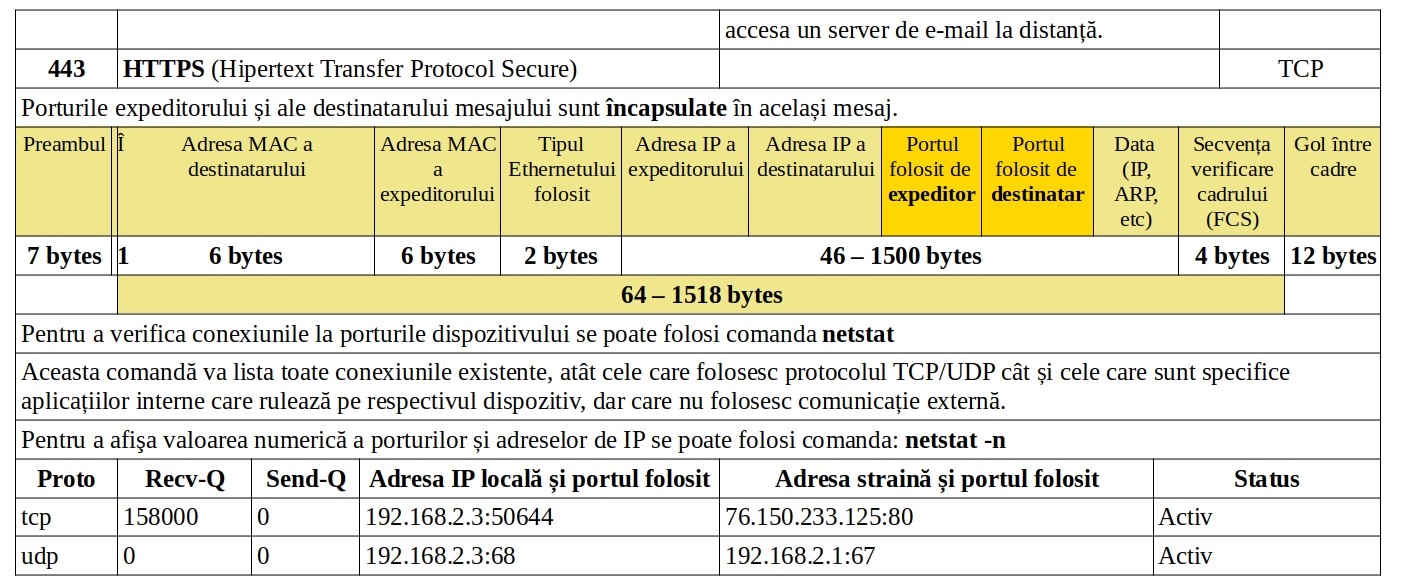 accesa un server de e-mail la distanță.
443 HTTPS (Hipertext Transfer Protocol Secure) TCP
Porturile expeditorului și ale destinatarului mesajului sunt încapsulate în același mesaj.
Preambul Î Adresa MAC a Adresa MAC Tipul Adresa IP a Adresa IP a Portul Portul Data Secvența Gol între
destinatarului a Ethernetului expeditorului destinatarului folosit de folosit de (IP, verificare cadre
expeditorului folosit expeditor destinatar ARP, cadrului
etc) (FCS)
7 bytes 1 6 bytes 6 bytes 2 bytes 46 – 1500 bytes 4 bytes 12 bytes
64 – 1518 bytes
Pentru a verifica conexiunile la porturile dispozitivului se poate folosi comanda netstat
Aceasta comandă va lista toate conexiunile existente, atât cele care folosesc protocolul TCP/UDP cât și cele care sunt specifice
aplicațiilor interne care rulează pe respectivul dispozitiv, dar care nu folosesc comunicație externă.
Pentru a afişa valoarea numerică a porturilor și adreselor de IP se poate folosi comanda: netstat -n
Proto Recv-Q Send-Q Adresa IP locală și portul folosit Adresa straină și portul folosit Status
tcp 158000 0 192.168.2.3:50644 76.150.233.125:80 Activ
udp 0 0 192.168.2.3:68 192.168.2.1:67 Activ